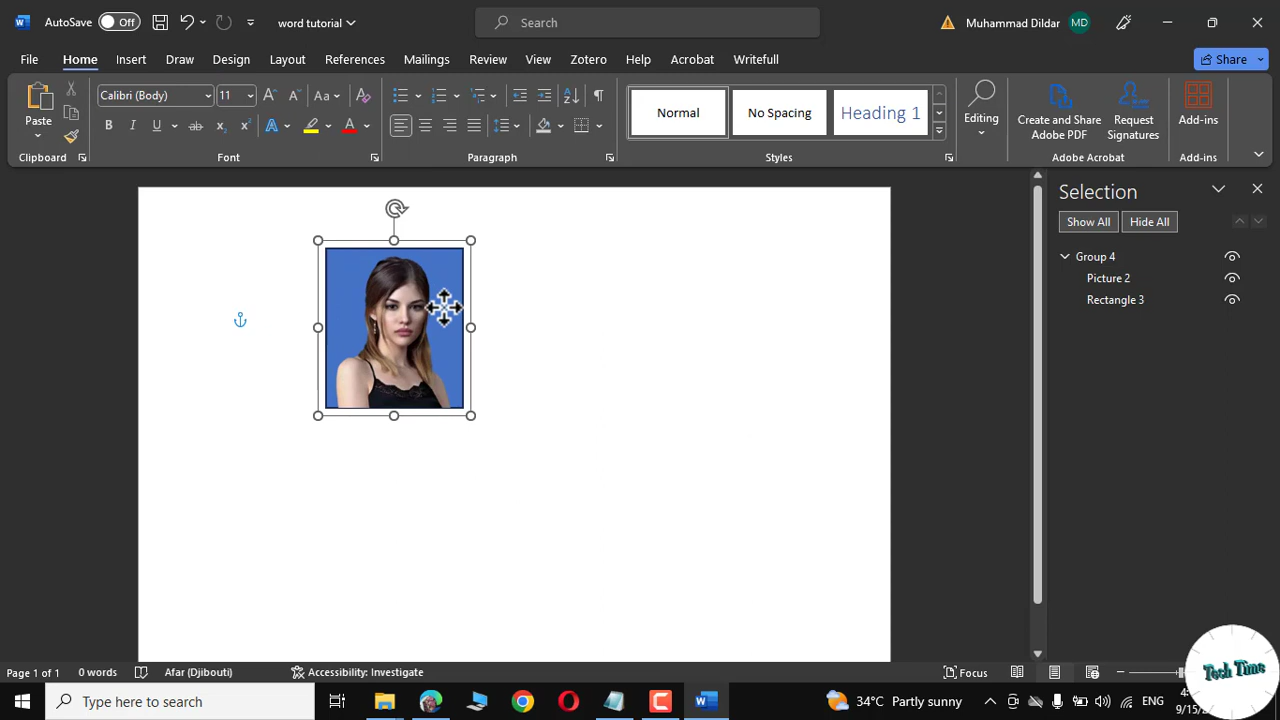 AutoSave Off word tutorial Search Muhammad Dildar MD
File Home Insert Draw Design Layout References Mailings Review View Zotero Help Acrobat Writefull Share
Paste
Clipboard
Calibri (Body) 11
Font
Paragraph
Normal No Spacing Heading 1
Styles
Editing
Create and Share Adobe PDF
Request Signatures
Adobe Acrobat
Add-ins
Add-ins
Selection
Show All Hide All
Group 4
Picture 2
Rectangle 3
Page 1 of 1 0 words Afar (Djibouti) Accessibility: Investigate Focus
Tech Time
Type here to search 34°C Partly sunny ENG